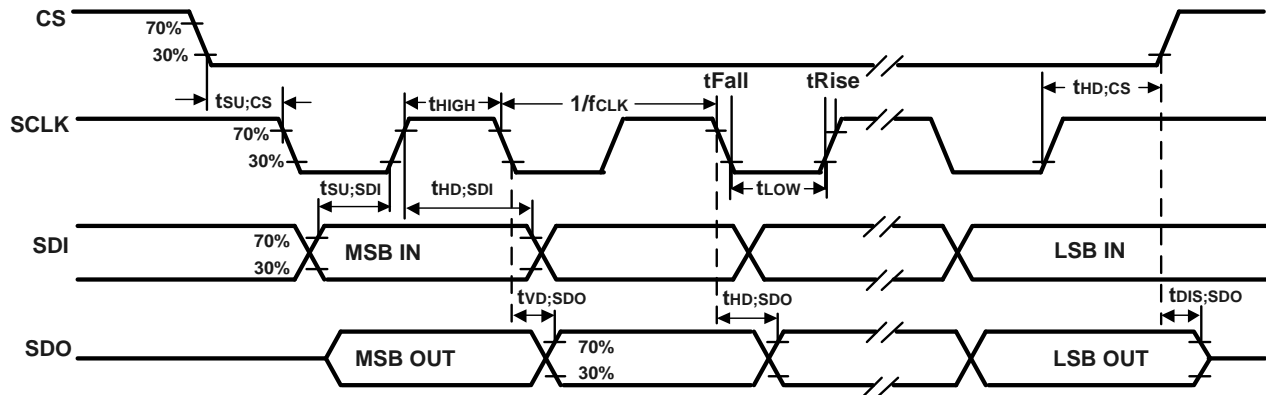 CS
70%
30%
tSU;CS
tHIGH
1/fCLK
tFall
tRise
tHD;CS
SCLK
70%
30%
tSU;SDI
tHD;SDI
tLOW
SDI
70%
30%
MSB IN
LSB IN
tVD;SDO
tHD;SDO
tDIS;SDO
SDO
MSB OUT
70%
30%
LSB OUT